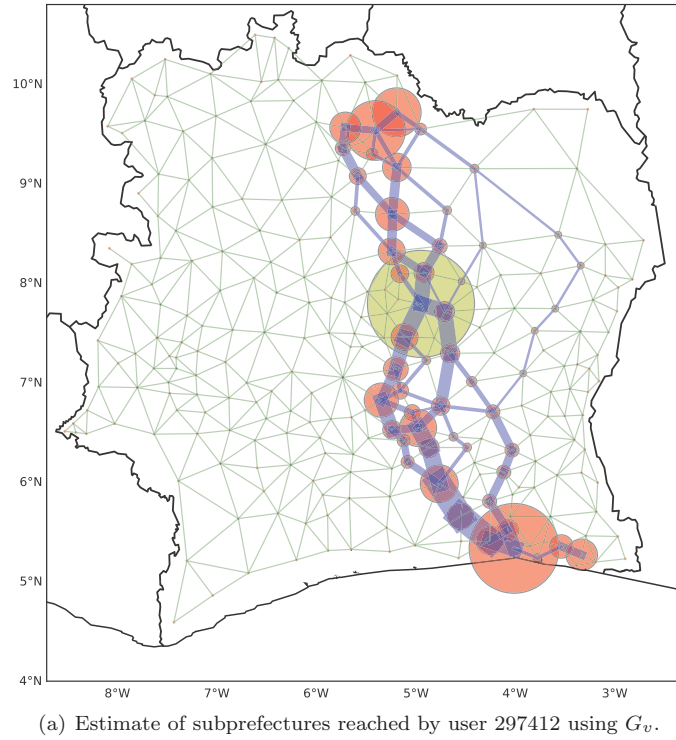 10°N
9°N
8°N
7°N
6°N
5°N
4°N
8°W 7°W 6°W 5°W 4°W 3°W
(a) Estimate of subprefectures reached by user 297412 using G_v.